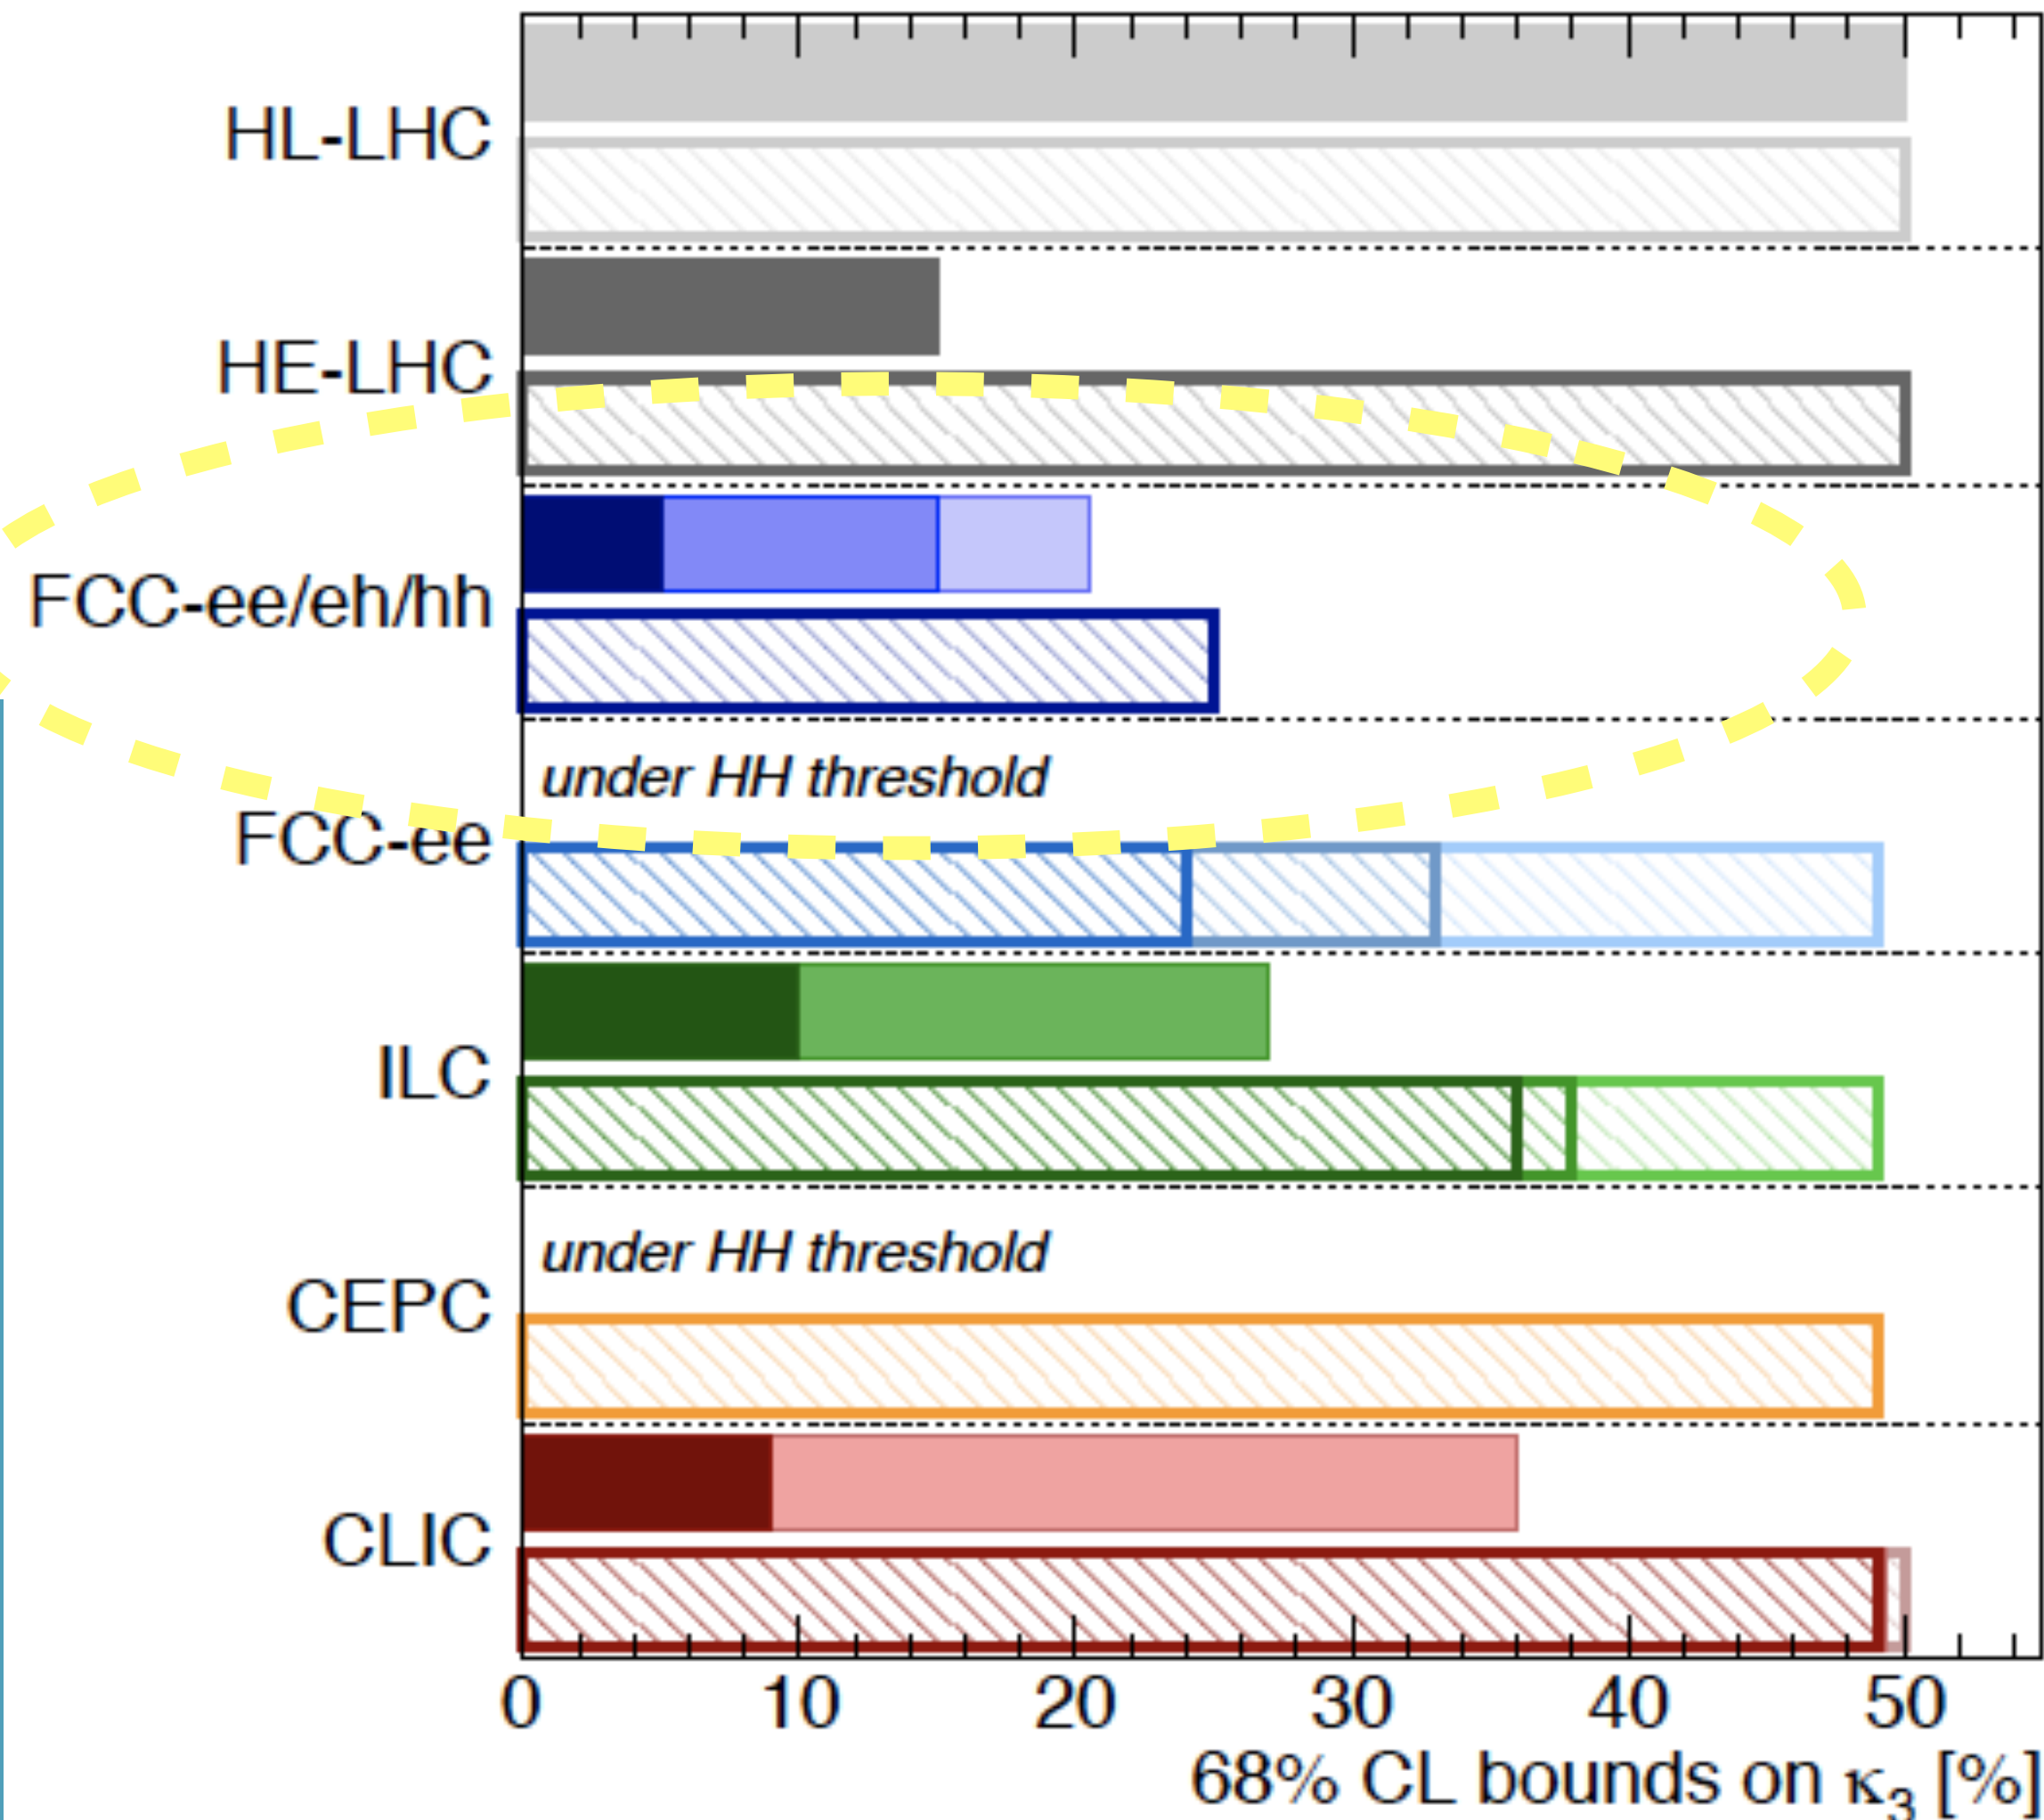 HL-LHC
HE-LHC
FCC-ee/eh/hh
under HH threshold
FCC-ee
ILC
under HH threshold
CEPC
CLIC
0 10 20 30 40 50
68% CL bounds on κ₃ [%]